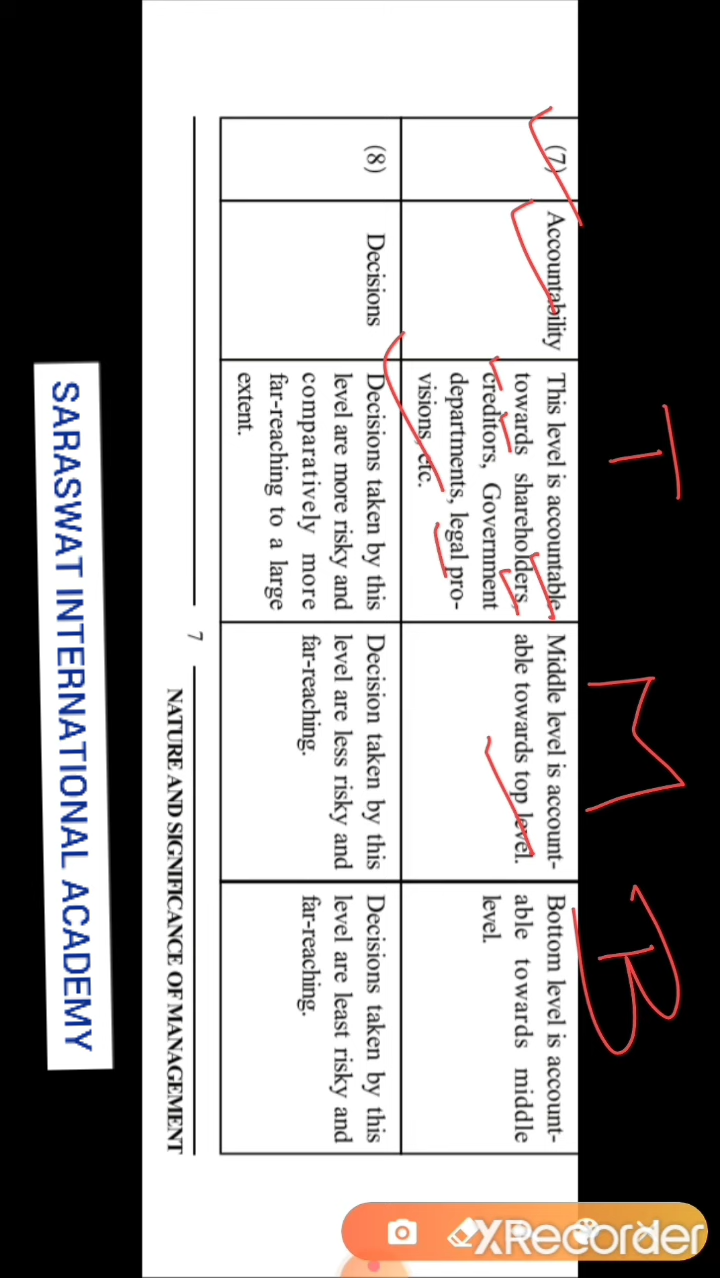 T M B
(7) Accountability
This level is accountable
towards shareholders,
creditors, Government
departments, legal pro-
visions, etc.
Middle level is account-
able towards top level.
Bottom level is account-
able towards middle
level.
(8) Decisions
Decisions taken by this
level are more risky and
comparatively more
far-reaching to a large
extent.
Decision taken by this
level are less risky and
far-reaching.
Decisions taken by this
level are least risky and
far-reaching.
7
NATURE AND SIGNIFICANCE OF MANAGEMENT
SARASWAT INTERNATIONAL ACADEMY
XRecorder